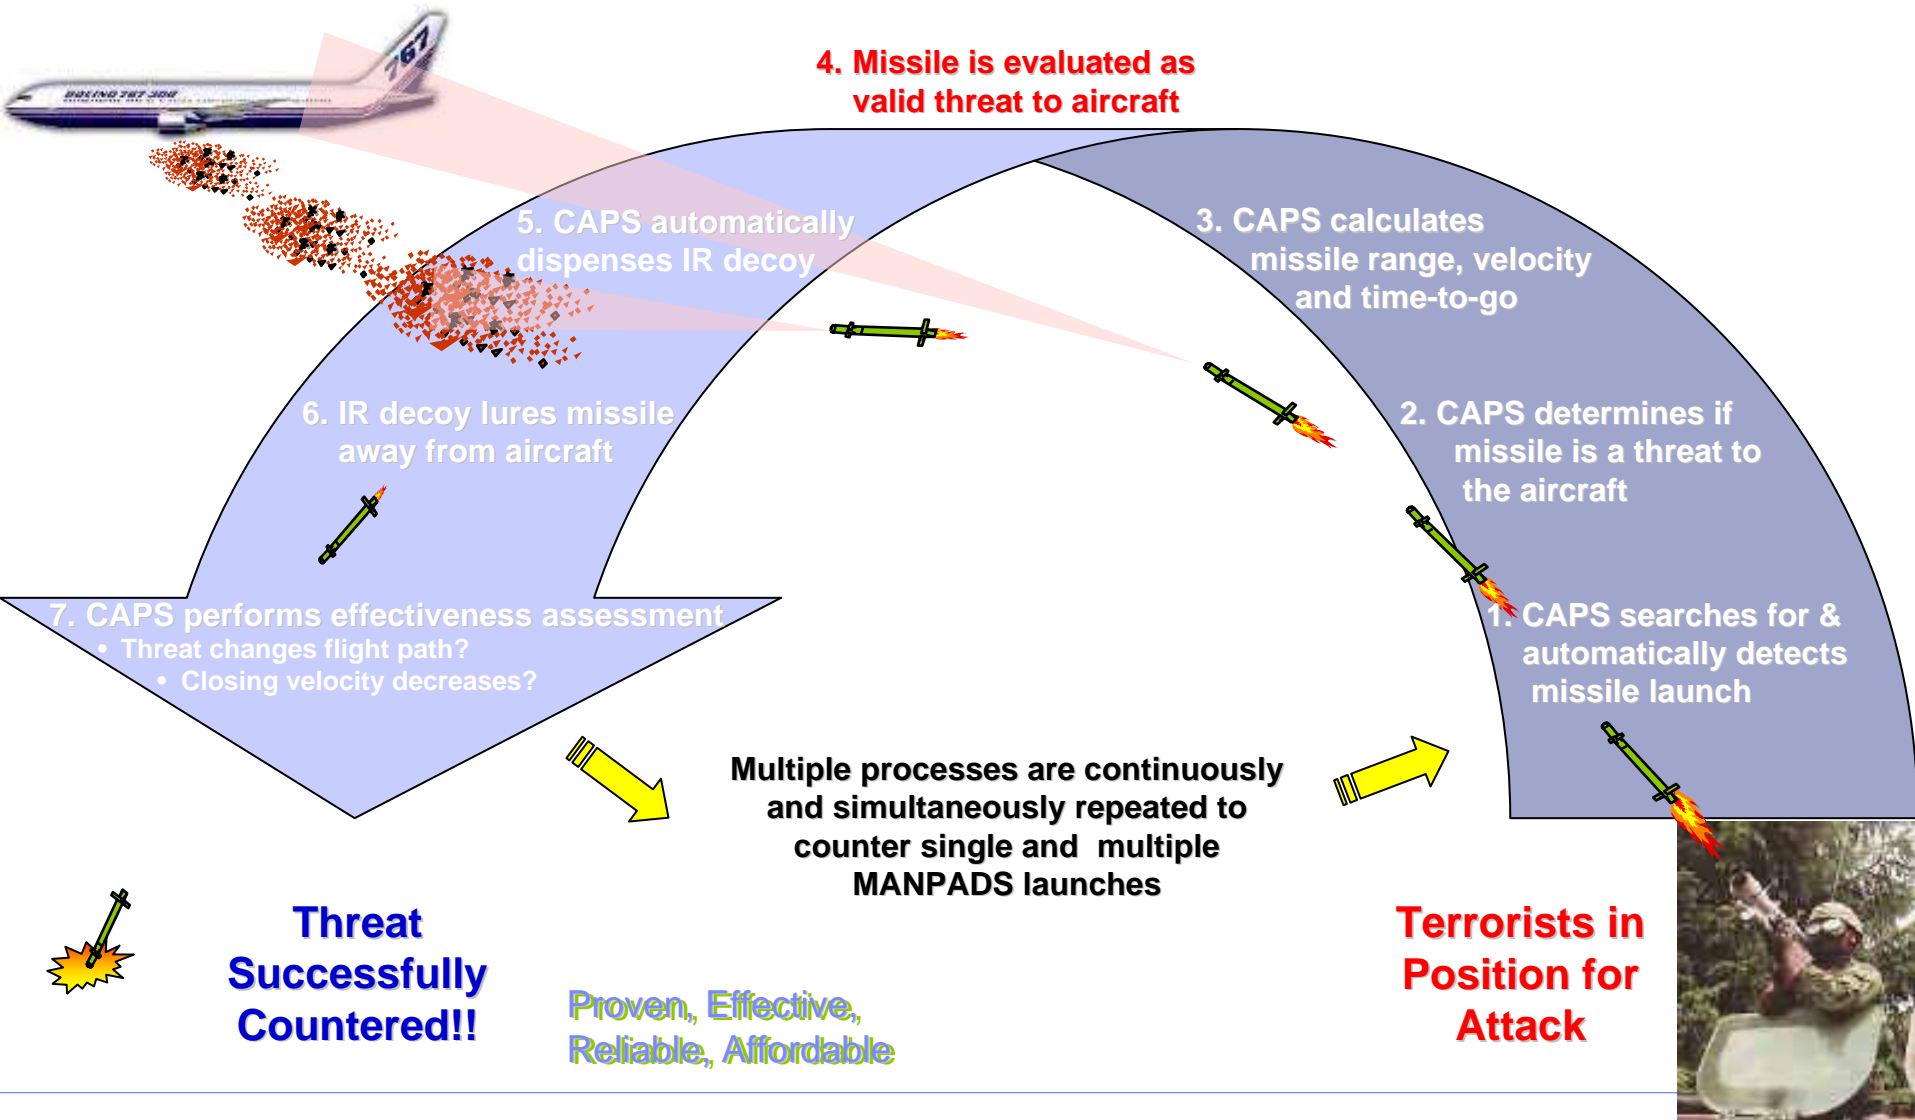 767
BOEING 767-300
4. Missile is evaluated as
valid threat to aircraft
5. CAPS automatically
dispenses IR decoy
3. CAPS calculates
missile range, velocity
and time-to-go
6. IR decoy lures missile
away from aircraft
2. CAPS determines if
missile is a threat to
the aircraft
7. CAPS performs effectiveness assessment
• Threat changes flight path?
• Closing velocity decreases?
1. CAPS searches for &
automatically detects
missile launch
Multiple processes are continuously
and simultaneously repeated to
counter single and multiple
MANPADS launches
Threat
Successfully
Countered!!
Proven, Effective,
Reliable, Affordable
Terrorists in
Position for
Attack